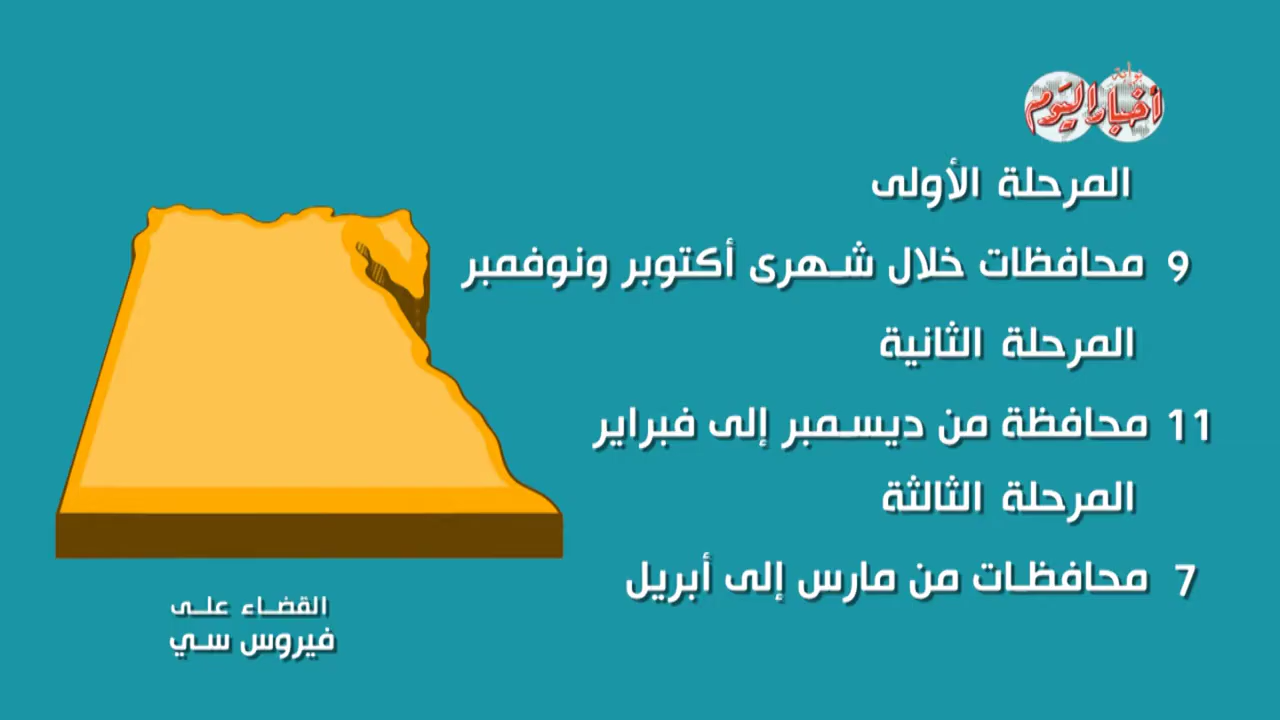 بوابة
أخبار اليوم
المرحلة الأولى
9 محافظات خلال شهرى أكتوبر ونوفمبر
المرحلة الثانية
11 محافظة من ديسمبر إلى فبراير
المرحلة الثالثة
7 محافظات من مارس إلى أبريل
القضاء على
فيروس سي